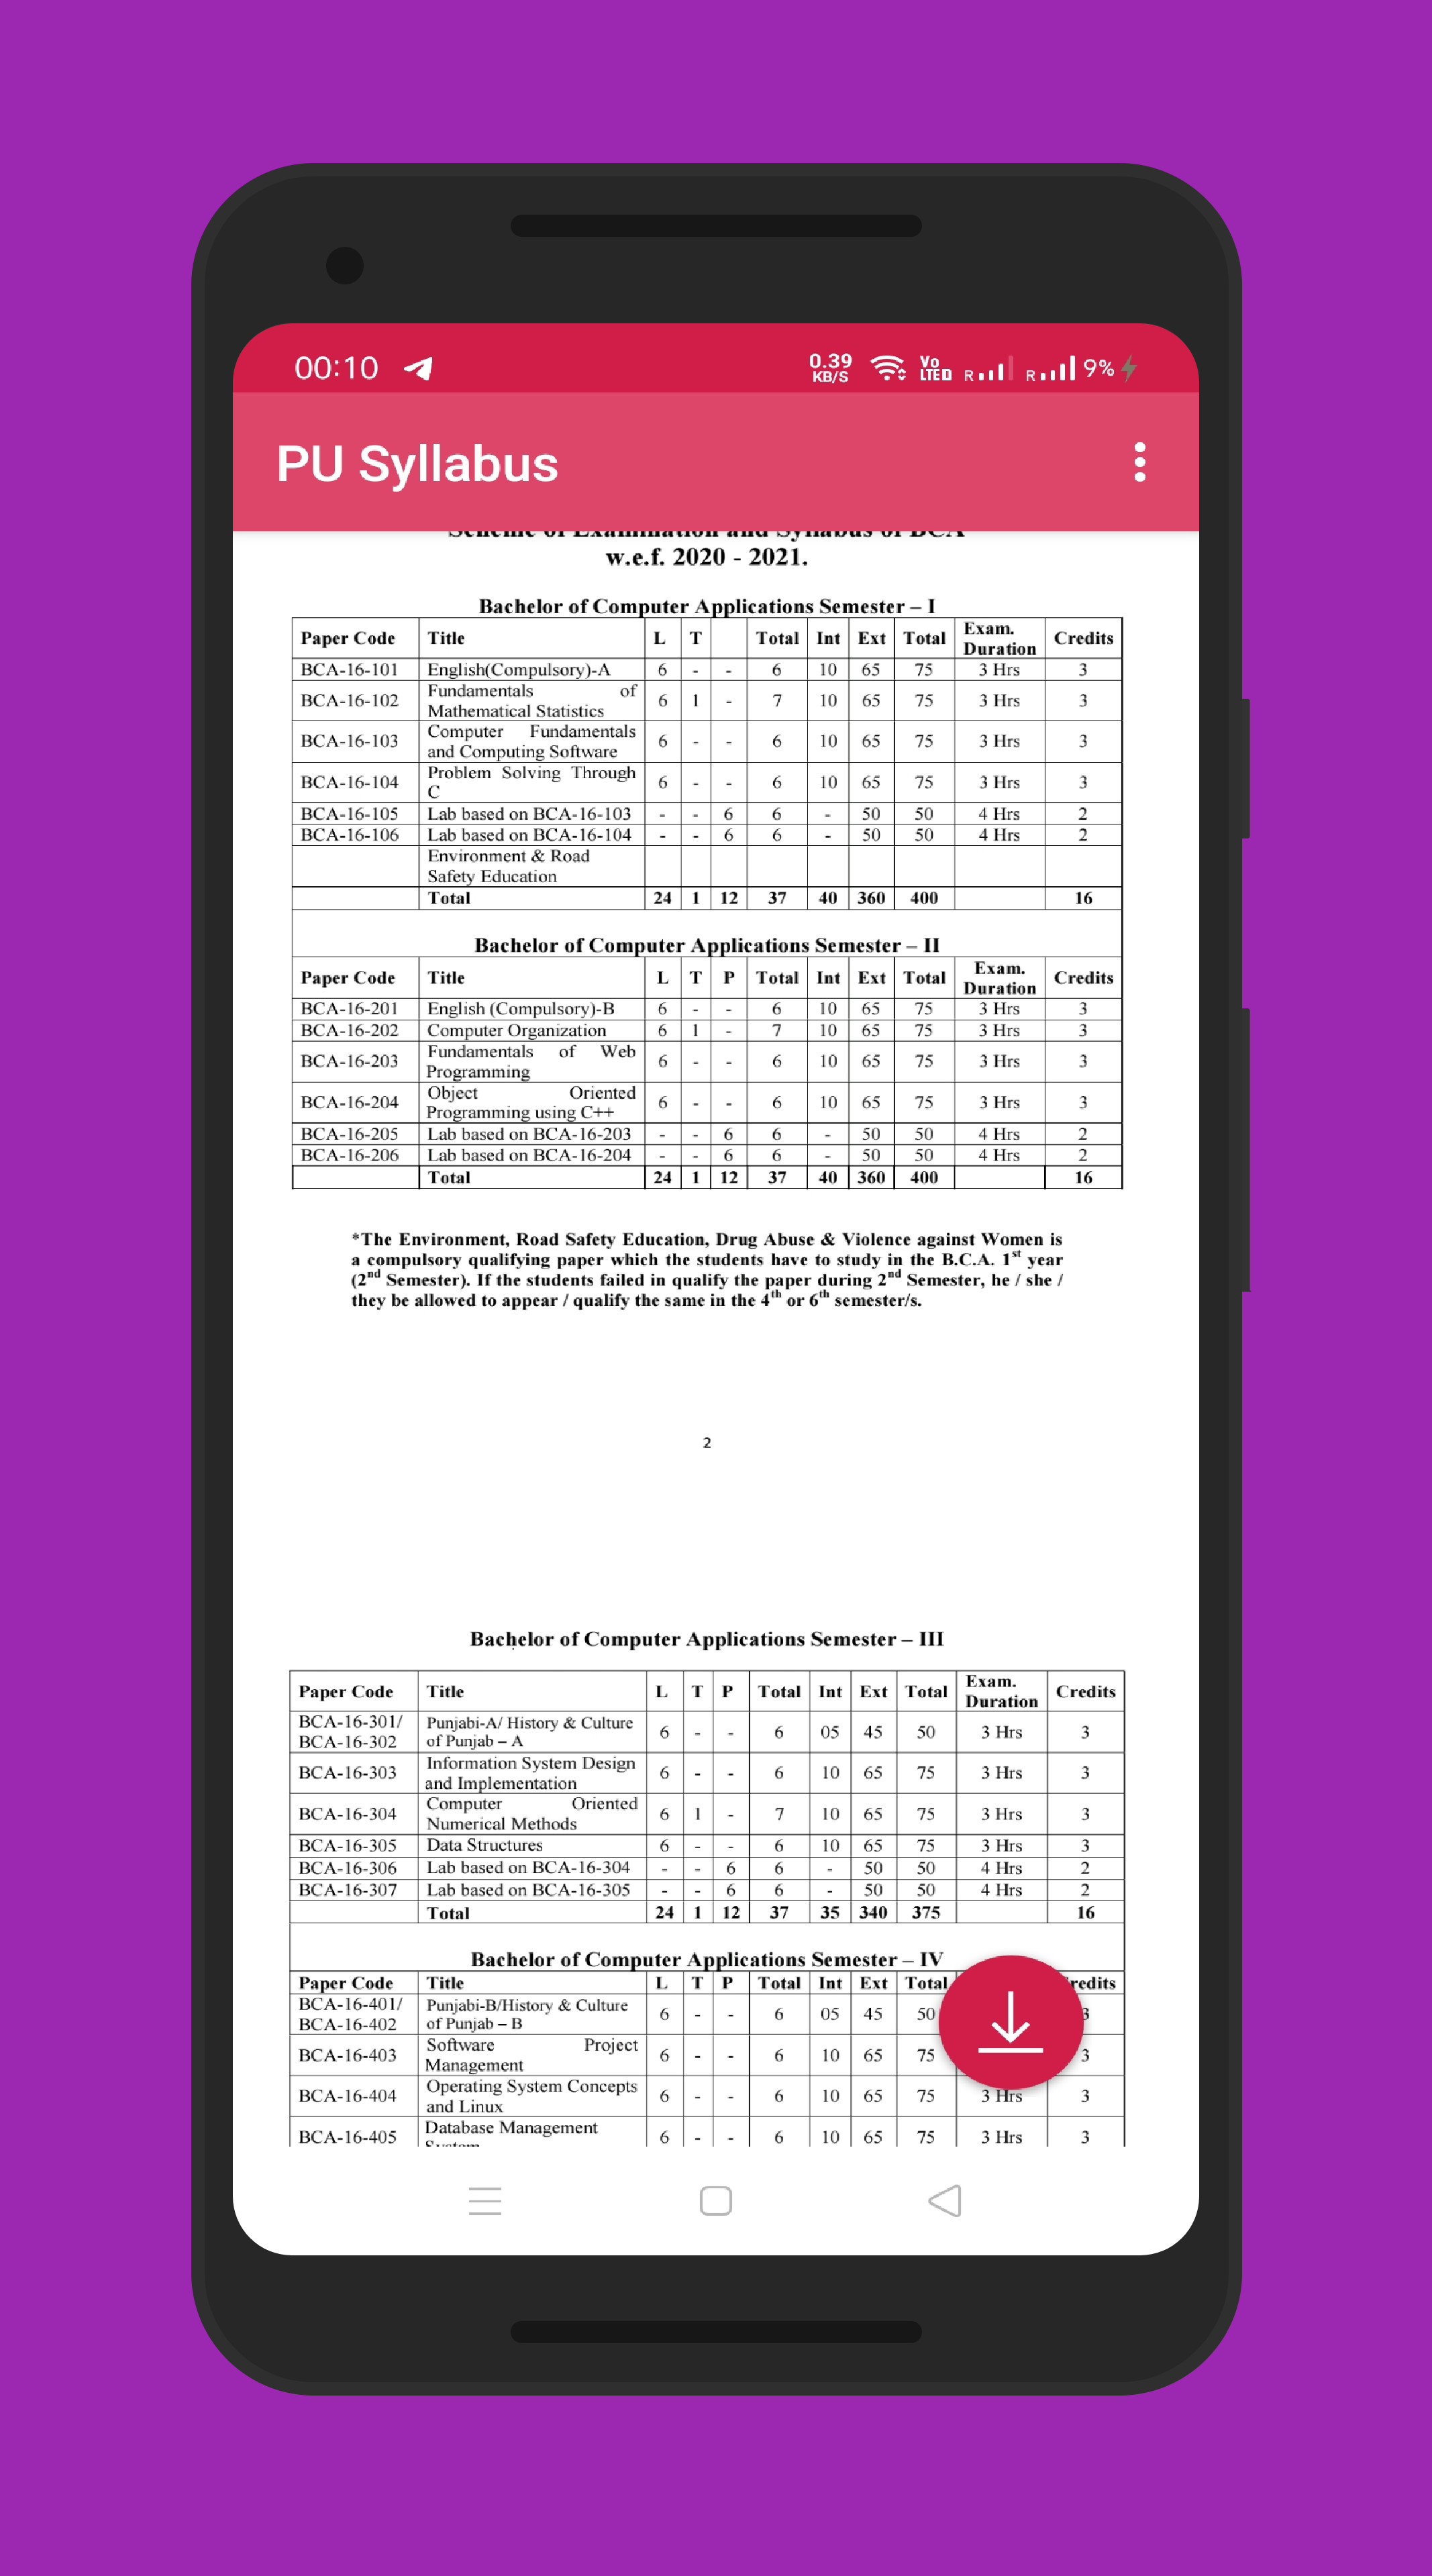 00:10 0.39 KB/S Vo LTE R R 9%
PU Syllabus
Scheme of Examination and Syllabus of BCA
w.e.f. 2020 - 2021.
Bachelor of Computer Applications Semester – I
Paper Code Title L T Total Int Ext Total Exam. Duration Credits
BCA-16-101 English(Compulsory)-A 6 - - 6 10 65 75 3 Hrs 3
BCA-16-102 Fundamentals of Mathematical Statistics 6 1 - 7 10 65 75 3 Hrs 3
BCA-16-103 Computer Fundamentals and Computing Software 6 - - 6 10 65 75 3 Hrs 3
BCA-16-104 Problem Solving Through C 6 - - 6 10 65 75 3 Hrs 3
BCA-16-105 Lab based on BCA-16-103 - - 6 6 - 50 50 4 Hrs 2
BCA-16-106 Lab based on BCA-16-104 - - 6 6 - 50 50 4 Hrs 2
Environment & Road Safety Education
Total 24 1 12 37 40 360 400 16
Bachelor of Computer Applications Semester – II
Paper Code Title L T P Total Int Ext Total Exam. Duration Credits
BCA-16-201 English (Compulsory)-B 6 - - 6 10 65 75 3 Hrs 3
BCA-16-202 Computer Organization 6 1 - 7 10 65 75 3 Hrs 3
BCA-16-203 Fundamentals of Web Programming 6 - - 6 10 65 75 3 Hrs 3
BCA-16-204 Object Oriented Programming using C++ 6 - - 6 10 65 75 3 Hrs 3
BCA-16-205 Lab based on BCA-16-203 - - 6 6 - 50 50 4 Hrs 2
BCA-16-206 Lab based on BCA-16-204 - - 6 6 - 50 50 4 Hrs 2
Total 24 1 12 37 40 360 400 16
*The Environment, Road Safety Education, Drug Abuse & Violence against Women is
a compulsory qualifying paper which the students have to study in the B.C.A. 1st year
(2nd Semester). If the students failed in qualify the paper during 2nd Semester, he / she /
they be allowed to appear / qualify the same in the 4th or 6th semester/s.
2
Bachelor of Computer Applications Semester – III
Paper Code Title L T P Total Int Ext Total Exam. Duration Credits
BCA-16-301/ BCA-16-302 Punjabi-A/ History & Culture of Punjab – A 6 - - 6 05 45 50 3 Hrs 3
BCA-16-303 Information System Design and Implementation 6 - - 6 10 65 75 3 Hrs 3
BCA-16-304 Computer Oriented Numerical Methods 6 1 - 7 10 65 75 3 Hrs 3
BCA-16-305 Data Structures 6 - - 6 10 65 75 3 Hrs 3
BCA-16-306 Lab based on BCA-16-304 - - 6 6 - 50 50 4 Hrs 2
BCA-16-307 Lab based on BCA-16-305 - - 6 6 - 50 50 4 Hrs 2
Total 24 1 12 37 35 340 375 16
Bachelor of Computer Applications Semester – IV
Paper Code Title L T P Total Int Ext Total redits
BCA-16-401/ BCA-16-402 Punjabi-B/History & Culture of Punjab – B 6 - - 6 05 45 50 3
BCA-16-403 Software Project Management 6 - - 6 10 65 75 3
BCA-16-404 Operating System Concepts and Linux 6 - - 6 10 65 75 3 Hrs 3
BCA-16-405 Database Management 6 - - 6 10 65 75 3 Hrs 3